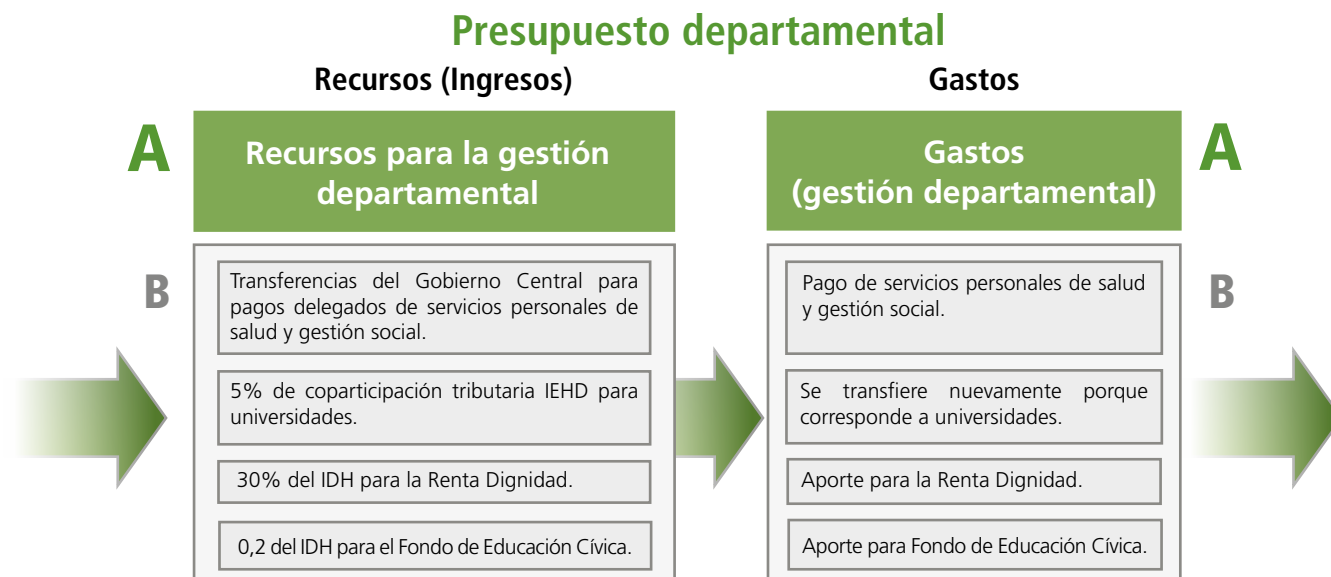 Presupuesto departamental
Recursos (Ingresos)
Gastos
A
Recursos para la gestión
departamental
Gastos
(gestión departamental)
A
B
Transferencias del Gobierno Central para
pagos delegados de servicios personales de
salud y gestión social.
Pago de servicios personales de salud
y gestión social.
B
5% de coparticipación tributaria IEHD para
universidades.
Se transfiere nuevamente porque
corresponde a universidades.
30% del IDH para la Renta Dignidad.
Aporte para la Renta Dignidad.
0,2 del IDH para el Fondo de Educación Cívica.
Aporte para Fondo de Educación Cívica.